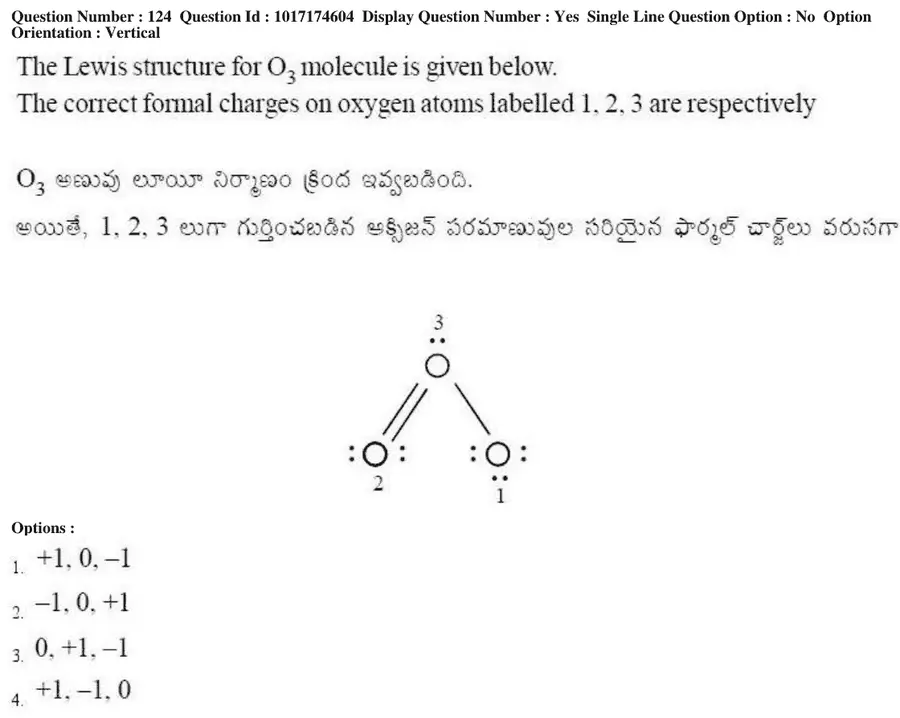 Question Number : 124 Question Id : 1017174604 Display Question Number : Yes Single Line Question Option : No Option
Orientation : Vertical
The Lewis structure for O₃ molecule is given below.
The correct formal charges on oxygen atoms labelled 1, 2, 3 are respectively
O₃ అణువు లూయీ నిర్మాణం క్రింద ఇవ్వబడింది.
అయితే, 1, 2, 3 లుగా గుర్తించబడిన ఆక్సిజన్ పరమాణువుల సరియైన ఫార్మల్ చార్జ్‌లు వరుసగా
3
O
:O: :O:
2
1
Options :
1. +1, 0, –1
2. –1, 0, +1
3. 0, +1, –1
4. +1, –1, 0